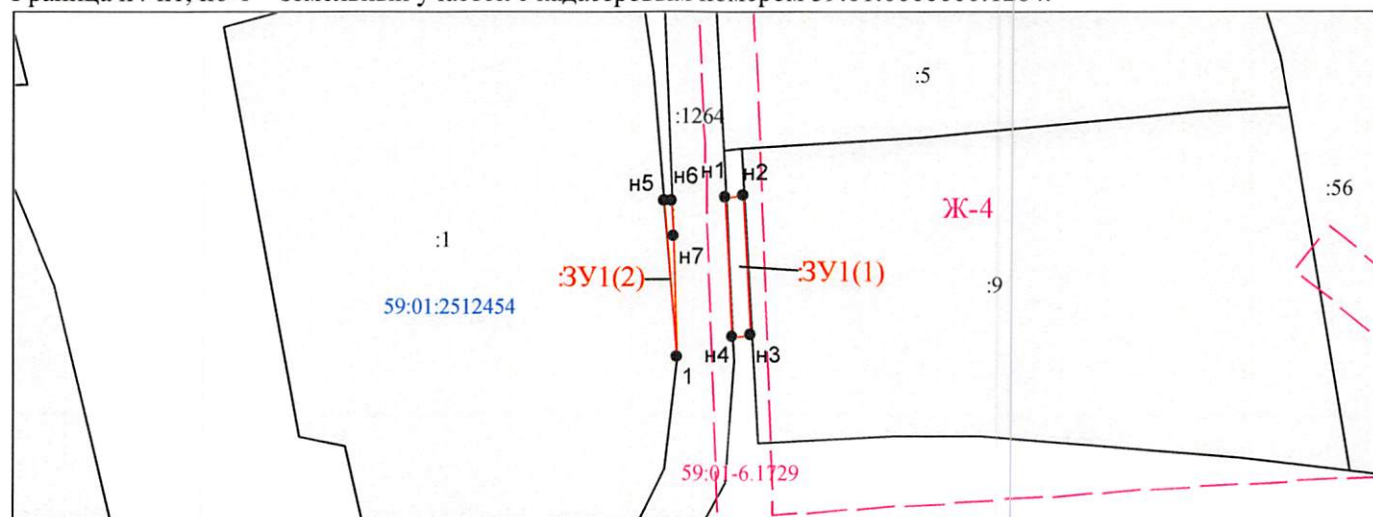 :5
:1264
н5
н6
н1
н2
:56
Ж-4
:1
н7
:ЗУ1(2)
:ЗУ1(1)
:9
59:01:2512454
н4
н3
1
59:01-6.1729